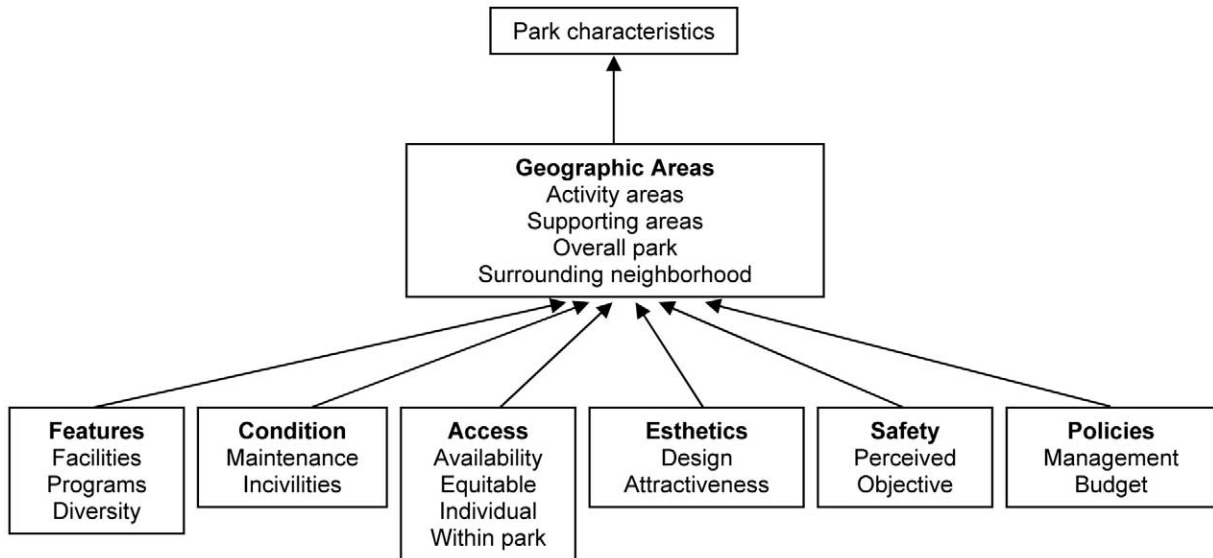 Park characteristics
Geographic Areas
Activity areas
Supporting areas
Overall park
Surrounding neighborhood
Features
Facilities
Programs
Diversity
Condition
Maintenance
Incivilities
Access
Availability
Equitable
Individual
Within park
Esthetics
Design
Attractiveness
Safety
Perceived
Objective
Policies
Management
Budget